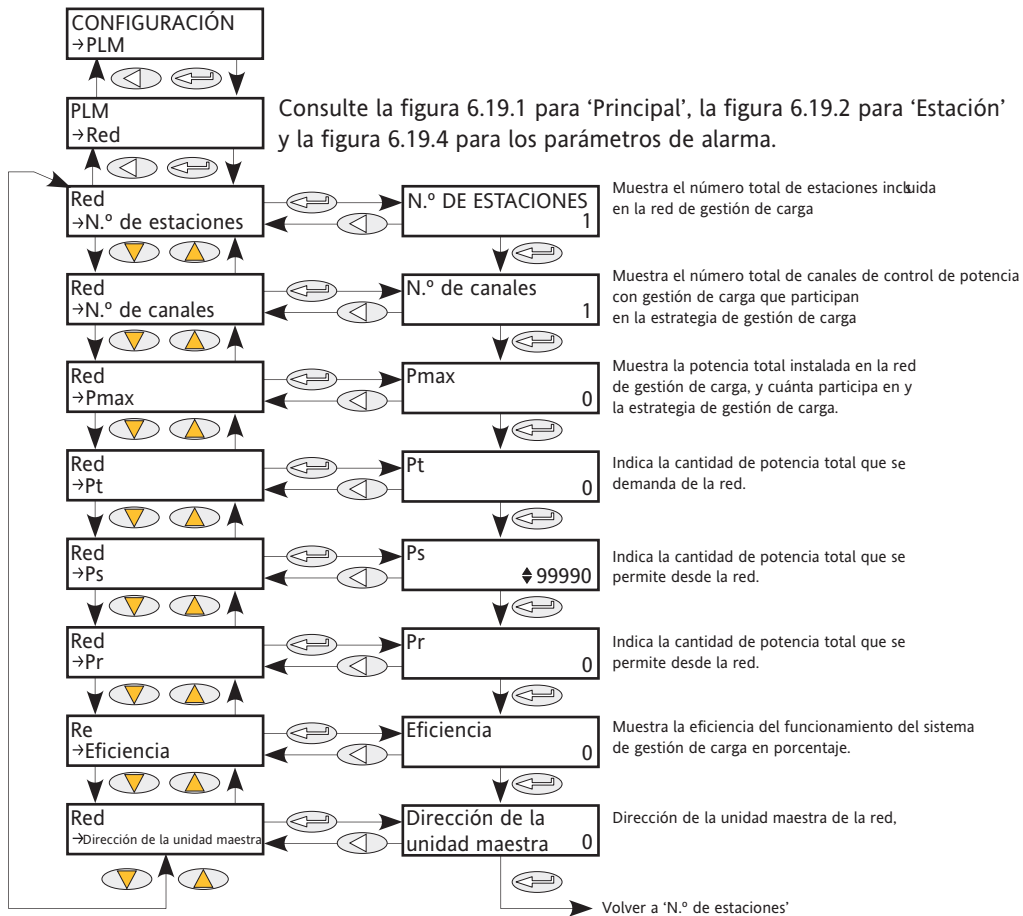 CONFIGURACIÓN
→PLM
PLM
→Red
Consulte la figura 6.19.1 para ‘Principal’, la figura 6.19.2 para ‘Estación’
y la figura 6.19.4 para los parámetros de alarma.
Red
→N.º de estaciones
N.º DE ESTACIONES
1
Muestra el número total de estaciones incluida
en la red de gestión de carga
Red
→N.º de canales
N.º de canales
1
Muestra el número total de canales de control de potencia
con gestión de carga que participan
en la estrategia de gestión de carga
Red
→Pmax
Pmax
0
Muestra la potencia total instalada en la red
de gestión de carga, y cuánta participa en y
la estrategia de gestión de carga.
Red
→Pt
Pt
0
Indica la cantidad de potencia total que se
demanda de la red.
Red
→Ps
Ps
99990
Indica la cantidad de potencia total que se
permite desde la red.
Red
→Pr
Pr
0
Indica la cantidad de potencia total que se
permite desde la red.
Re
→Eficiencia
Eficiencia
0
Muestra la eficiencia del funcionamiento del sistema
de gestión de carga en porcentaje.
Red
→Dirección de la unidad maestra
Dirección de la
unidad maestra 0
Dirección de la unidad maestra de la red,
Volver a ‘N.º de estaciones’